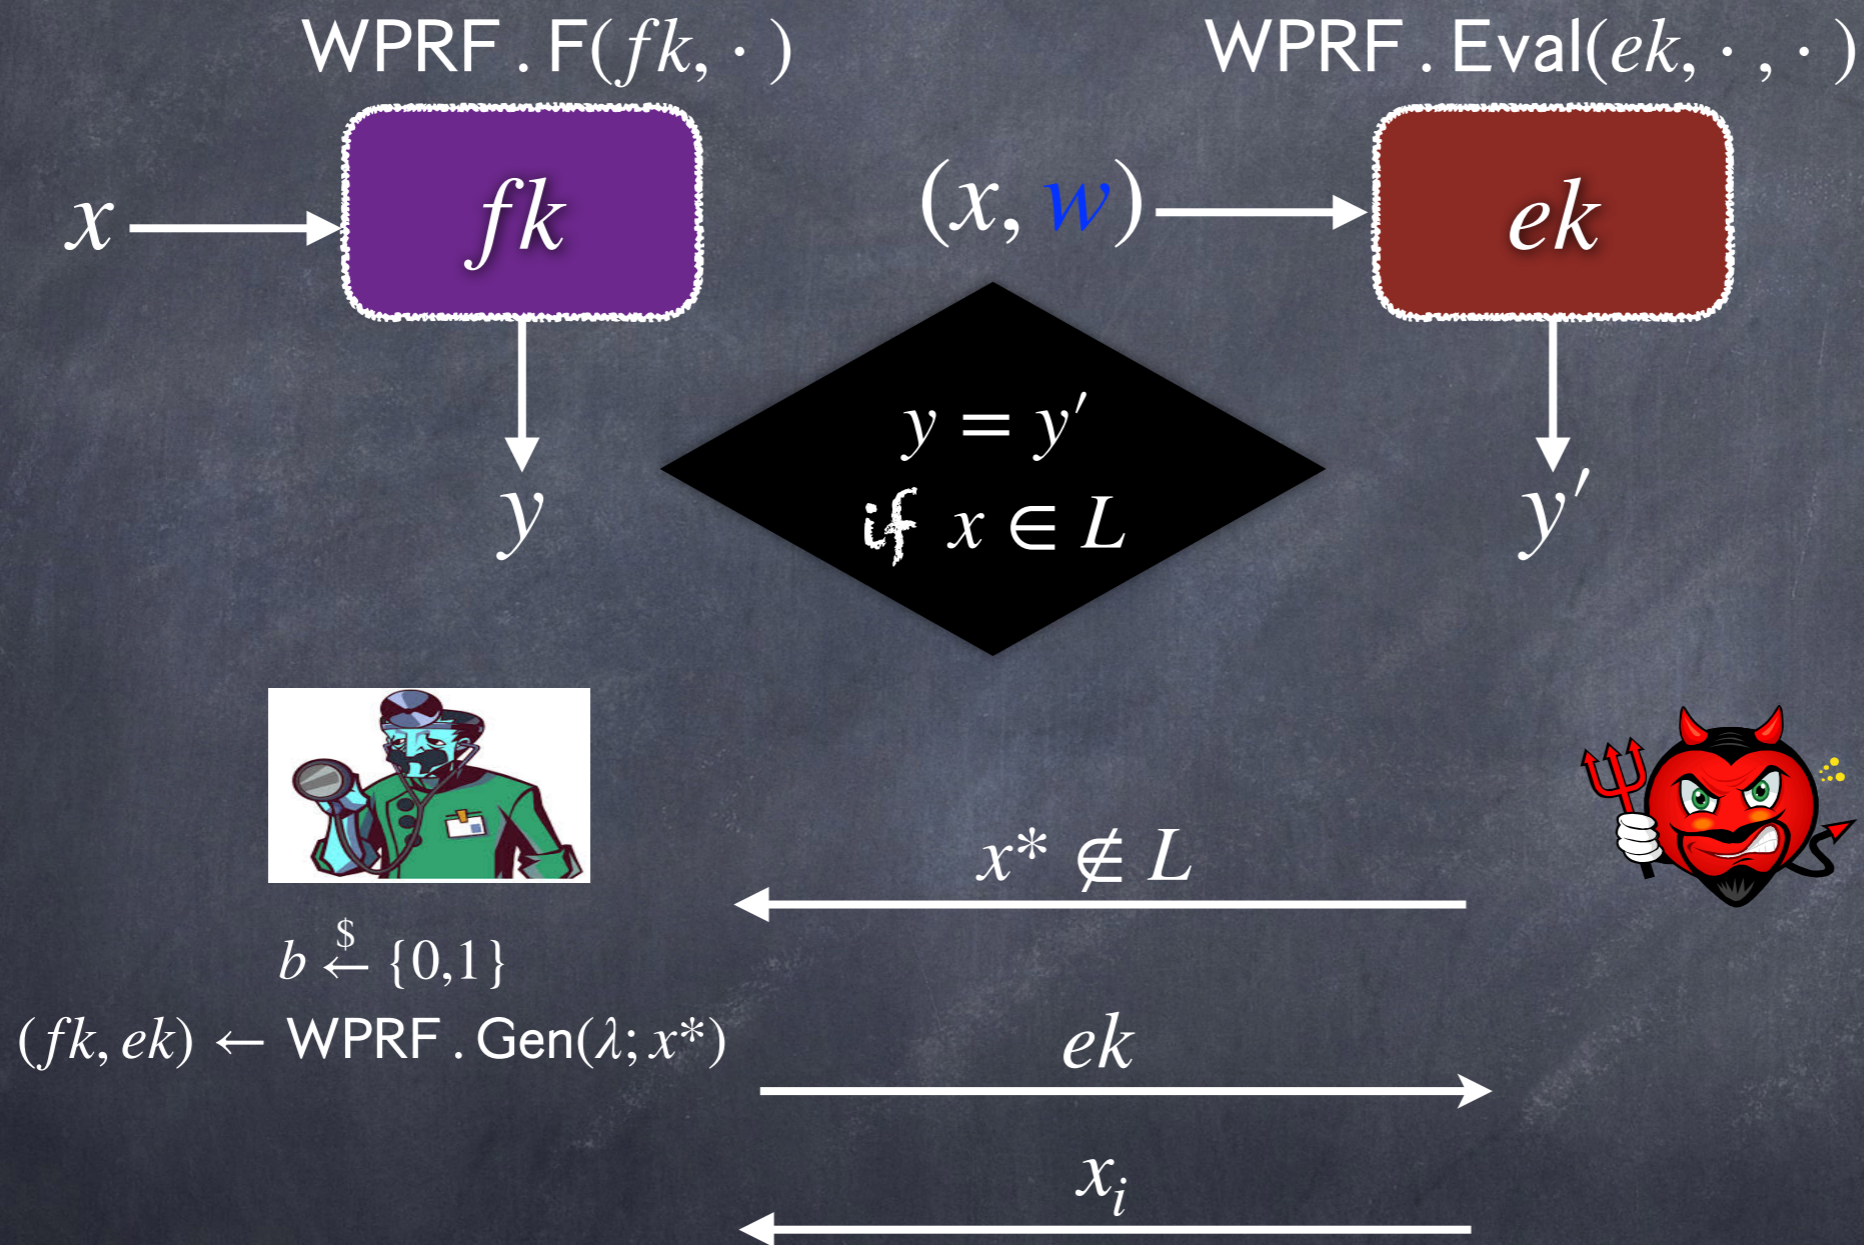 WPRF . F(fk, · )
WPRF . Eval(ek, · , · )
x
fk
(x, w)
ek
y = y′
if x ∈ L
y
y′
x* ∉ L
b $← {0,1}
(fk, ek) ← WPRF . Gen(λ; x*)
ek
xᵢ